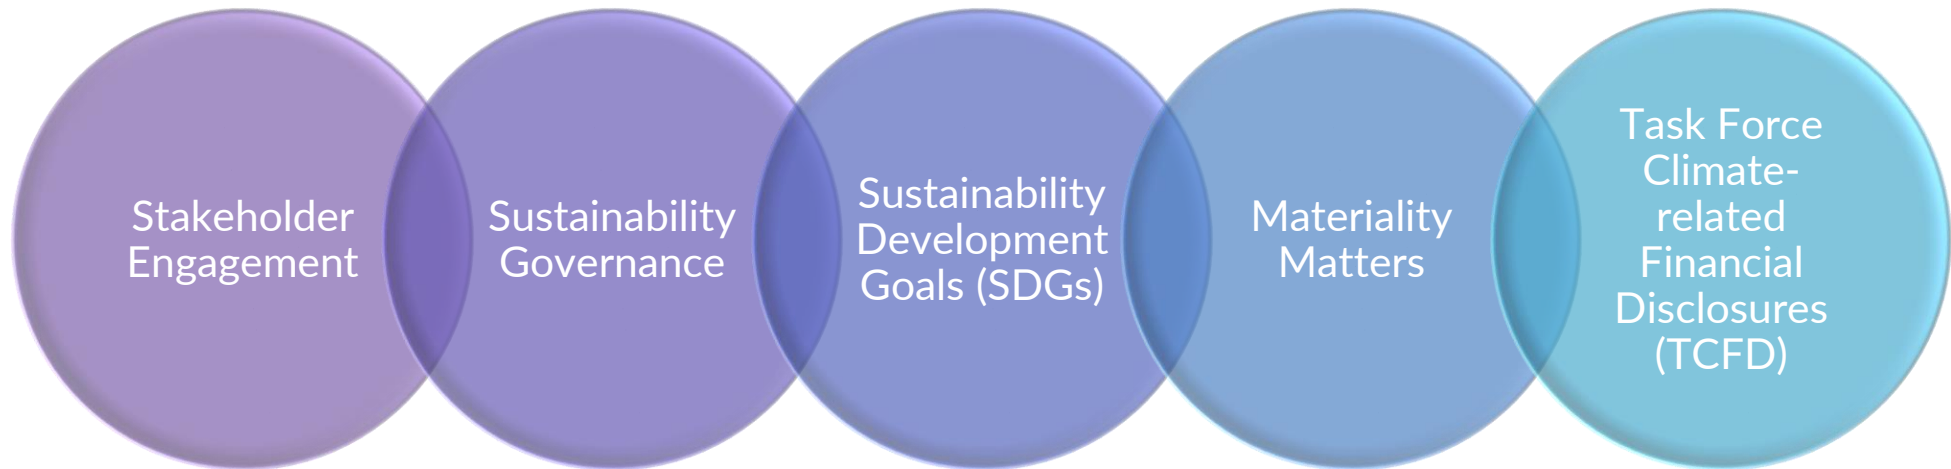 Stakeholder
Engagement
Sustainability
Governance
Sustainability
Development
Goals (SDGs)
Materiality
Matters
Task Force
Climate-
related
Financial
Disclosures
(TCFD)